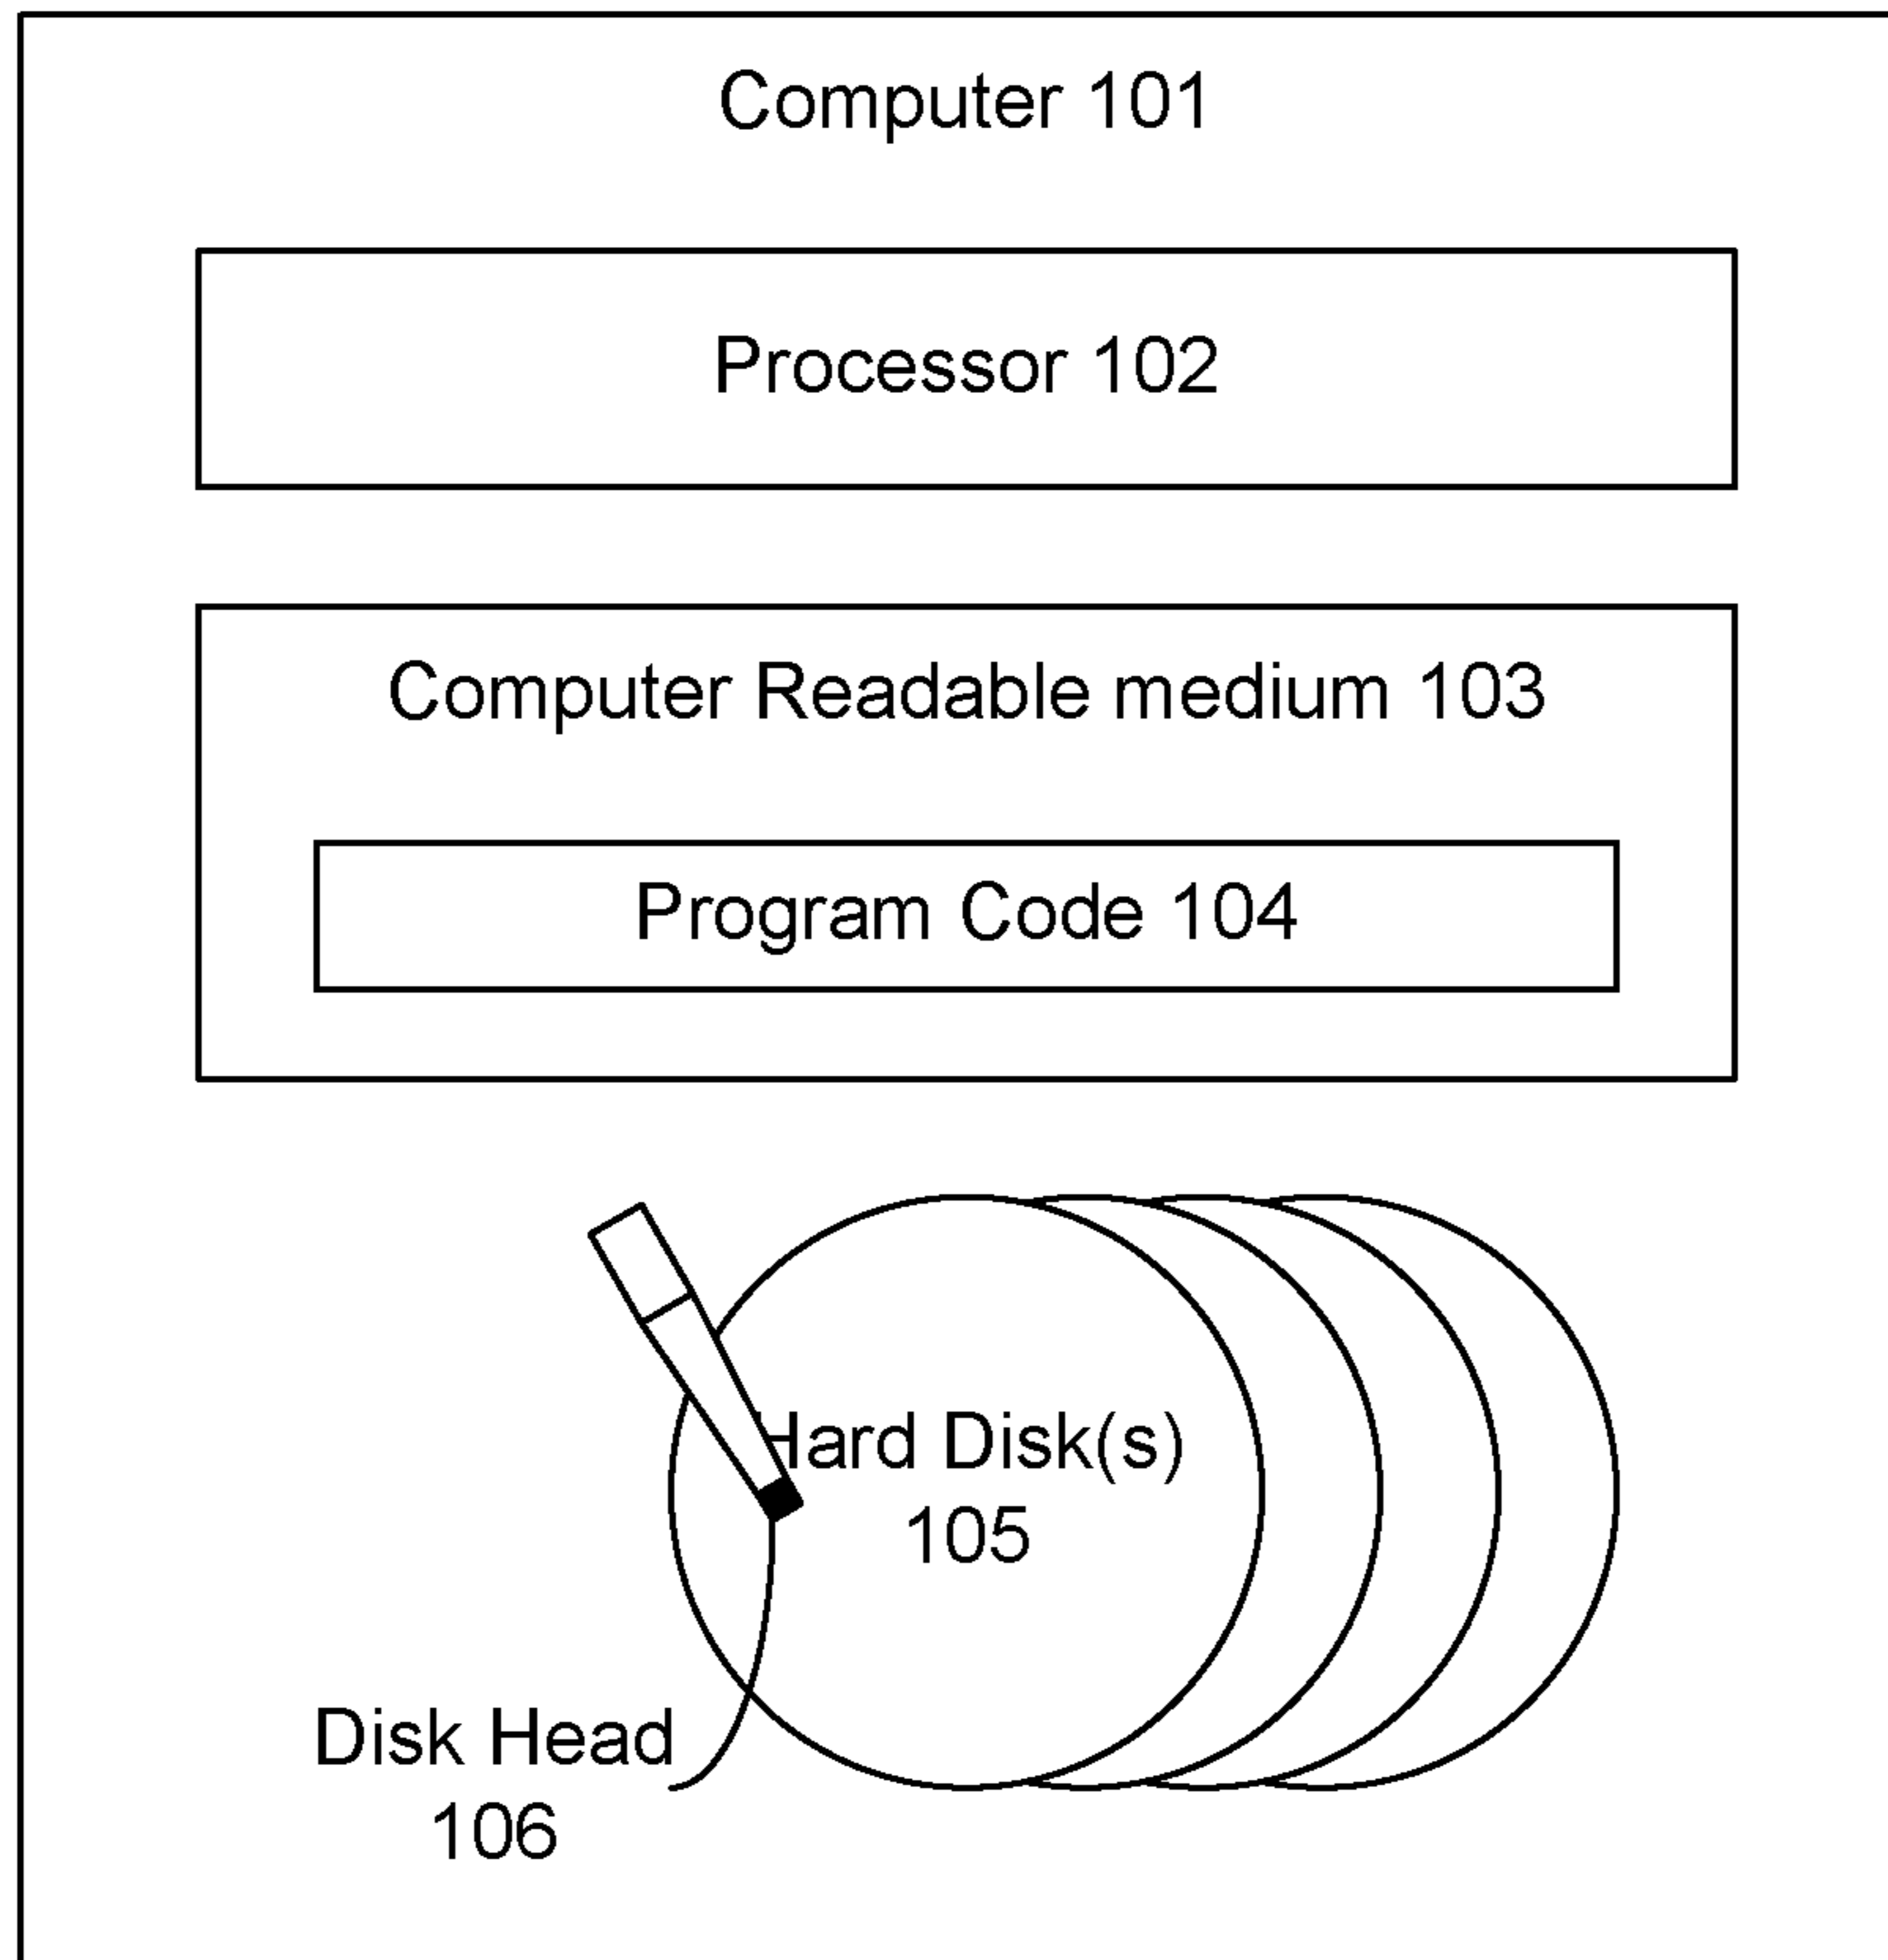 Computer 101
Processor 102
Computer Readable medium 103
Program Code 104
Hard Disk(s)
105
Disk Head
106